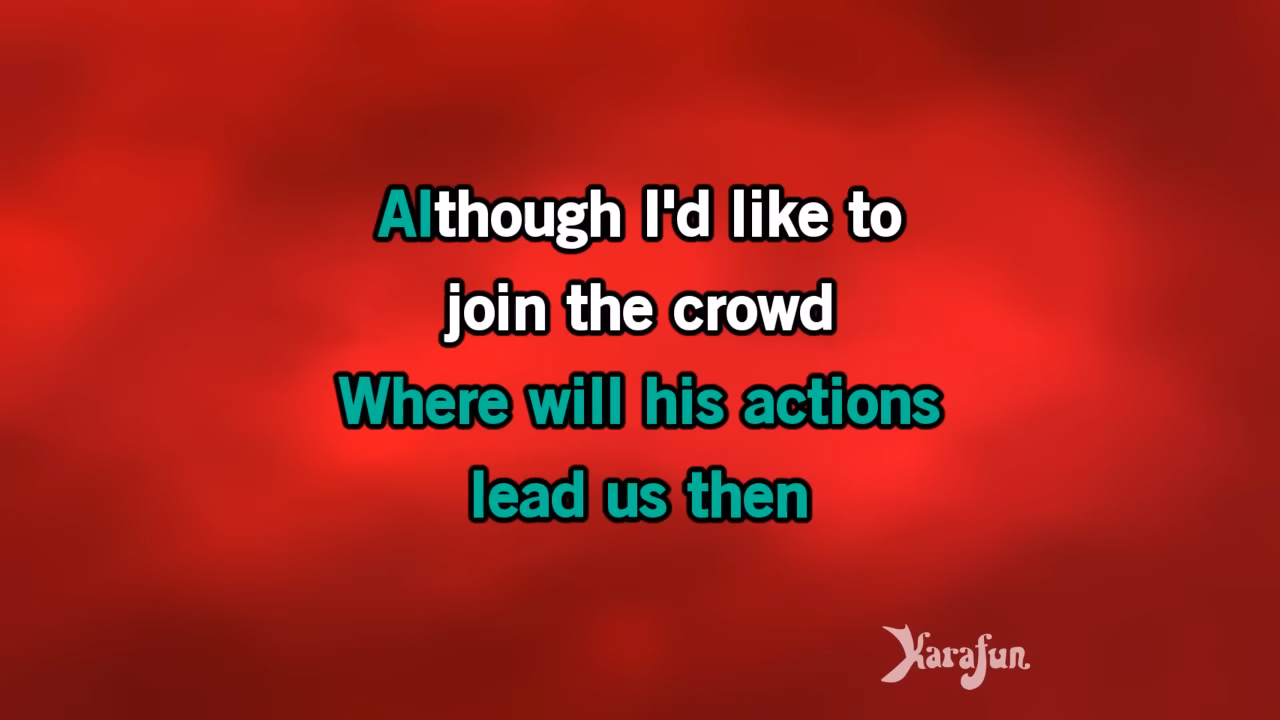 Although I'd like to
join the crowd
Where will his actions
lead us then
Karafun